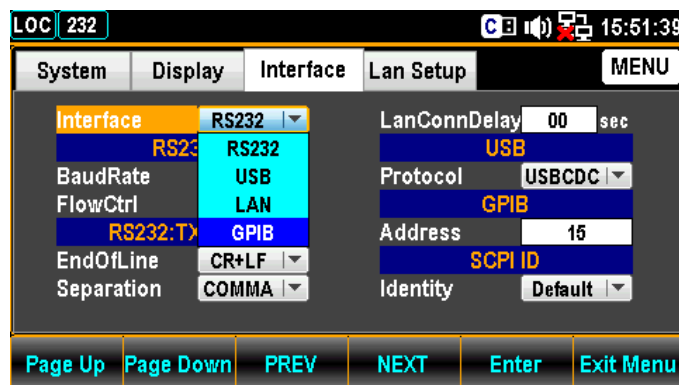 LOC 232 C 15:51:39
System Display Interface Lan Setup MENU
Interface RS232 LanConnDelay 00 sec
RS232 USB
BaudRate USB Protocol USBCDC
FlowCtrl LAN GPIB
RS232:TX GPIB Address 15
EndOfLine CR+LF SCPI ID
Separation COMMA Identity Default
Page Up Page Down PREV NEXT Enter Exit Menu